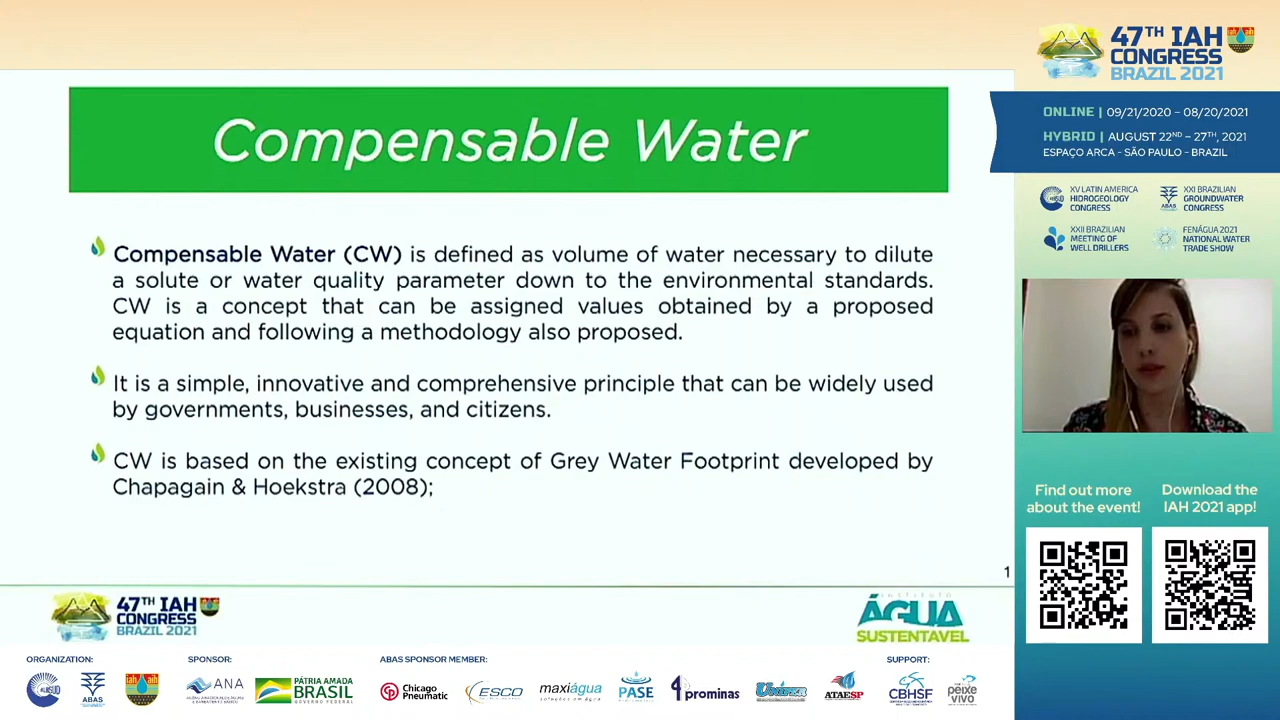 Compensable Water
Compensable Water (CW) is defined as volume of water necessary to dilute
a solute or water quality parameter down to the environmental standards.
CW is a concept that can be assigned values obtained by a proposed
equation and following a methodology also proposed.
It is a simple, innovative and comprehensive principle that can be widely used
by governments, businesses, and citizens.
CW is based on the existing concept of Grey Water Footprint developed by
Chapagain & Hoekstra (2008);
1
47TH IAH
CONGRESS
BRAZIL 2021
INSTITUTO
ÁGUA
SUSTENTAVEL
47TH IAH
CONGRESS
BRAZIL 2021
ONLINE | 09/21/2020 – 08/20/2021
HYBRID | AUGUST 22ND – 27TH, 2021
ESPAÇO ARCA - SÃO PAULO - BRAZIL
XV LATIN AMERICA
HIDROGEOLOGY
CONGRESS
XXI BRAZILIAN
GROUNDWATER
CONGRESS
XXII BRAZILIAN
MEETING OF
WELL DRILLERS
FENÁGUA 2021
NATIONAL WATER
TRADE SHOW
Find out more
about the event!
Download the
IAH 2021 app!
ORGANIZATION:
ALHSUD
ABAS
iah aih
SPONSOR:
ANA
PÁTRIA AMADA
BRASIL
GOVERNO FEDERAL
ABAS SPONSOR MEMBER:
Chicago
Pneumatic
ESCO
maxiágua
soluções em água
PASE
prominas
Uniper
ATAESP
SUPPORT:
CBHSF
agência
peixe
vivo